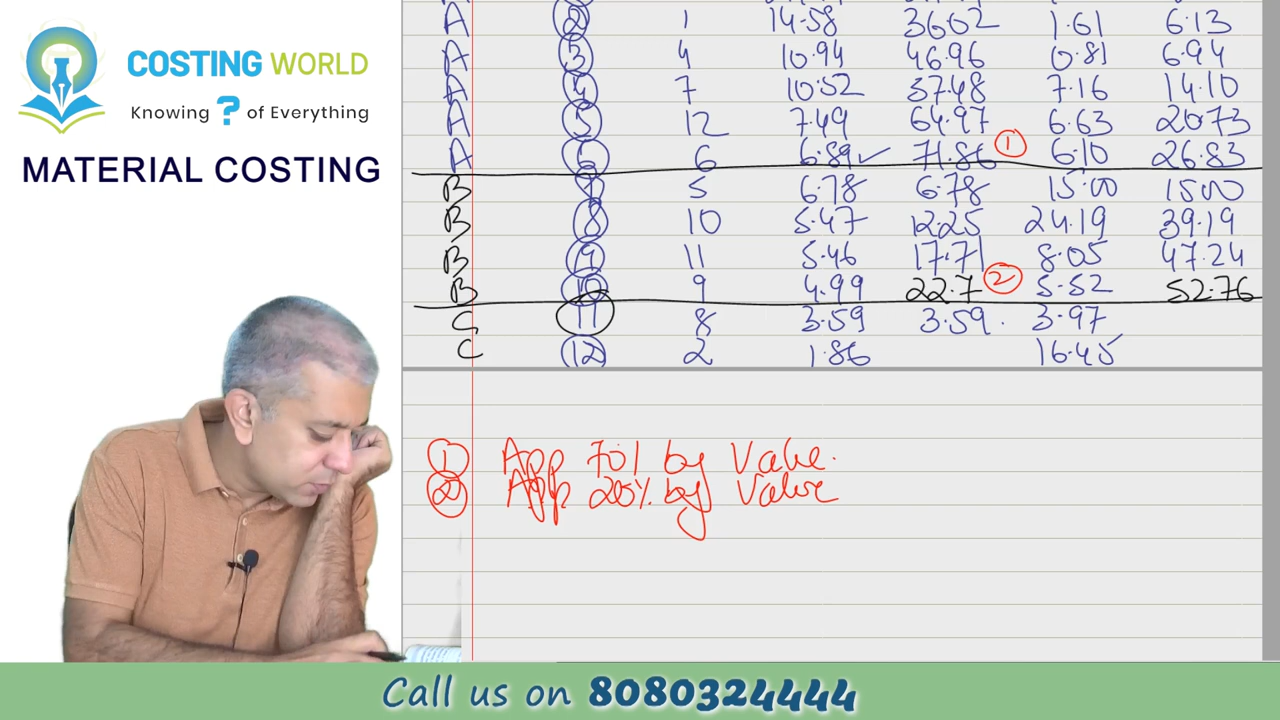 COSTING WORLD
Knowing ? of Everything
MATERIAL COSTING
A 2 1 14.58 36.02 1.61 6.13
A 3 4 10.94 46.96 0.81 6.94
A 4 7 10.52 37.48 7.16 14.10
A 5 12 7.49 64.97 6.63 20.73
A 6 6 6.89 ✓ 71.86 1 6.10 26.83
B 7 5 6.78 6.78 15.00 15.00
B 8 10 5.47 12.25 24.19 39.19
B 9 11 5.46 17.71 8.05 47.24
B 10 9 4.99 22.7 2 5.52 52.76
C 11 8 3.59 3.59 3.97
C 12 2 1.86 16.45
1 App 70% by Value.
2 App 20% by Value
Call us on 8080324444